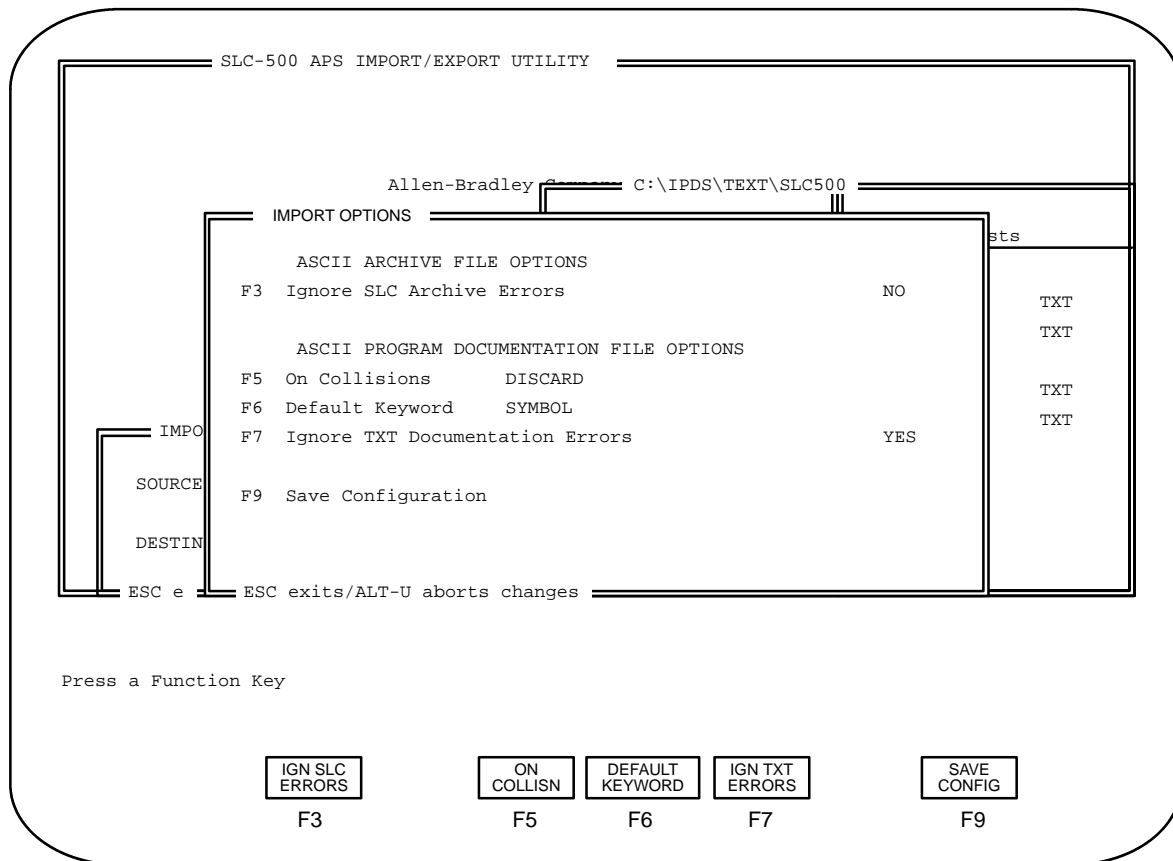 SLC-500 APS IMPORT/EXPORT UTILITY
Allen-Bradley C:\IPDS\TEXT\SLC500
IMPORT OPTIONS
sts
ASCII ARCHIVE FILE OPTIONS
F3 Ignore SLC Archive Errors NO
TXT
TXT
ASCII PROGRAM DOCUMENTATION FILE OPTIONS
F5 On Collisions DISCARD
TXT
F6 Default Keyword SYMBOL
TXT
IMPO
F7 Ignore TXT Documentation Errors YES
SOURCE
F9 Save Configuration
DESTIN
ESC e ESC exits/ALT-U aborts changes
Press a Function Key
IGN SLC ERRORS
ON COLLISN
DEFAULT KEYWORD
IGN TXT ERRORS
SAVE CONFIG
F3 F5 F6 F7 F9